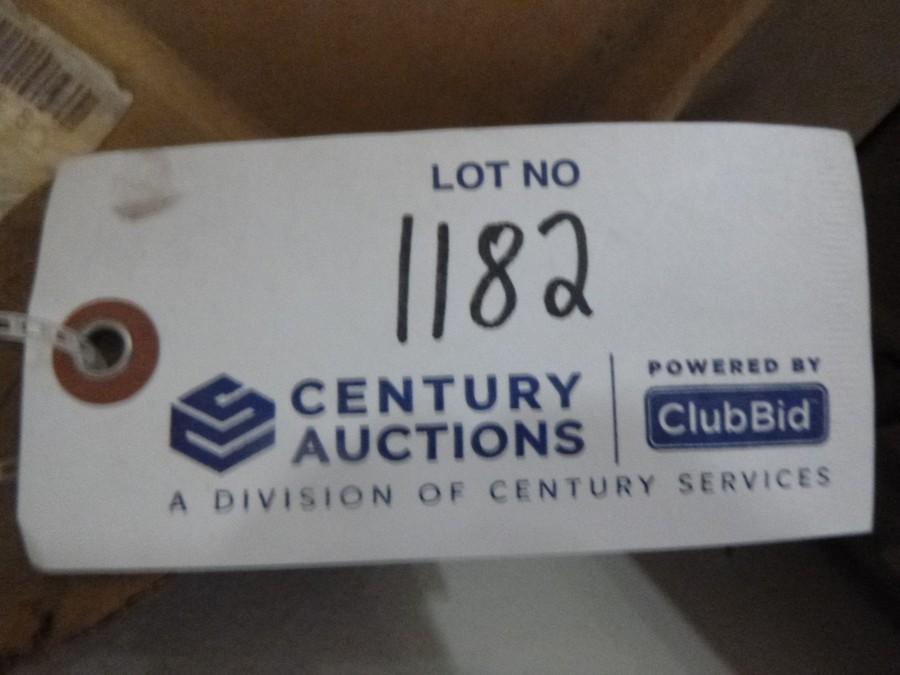 LOT NO
1182
CENTURY
AUCTIONS
POWERED BY
ClubBid
A DIVISION OF CENTURY SERVICES